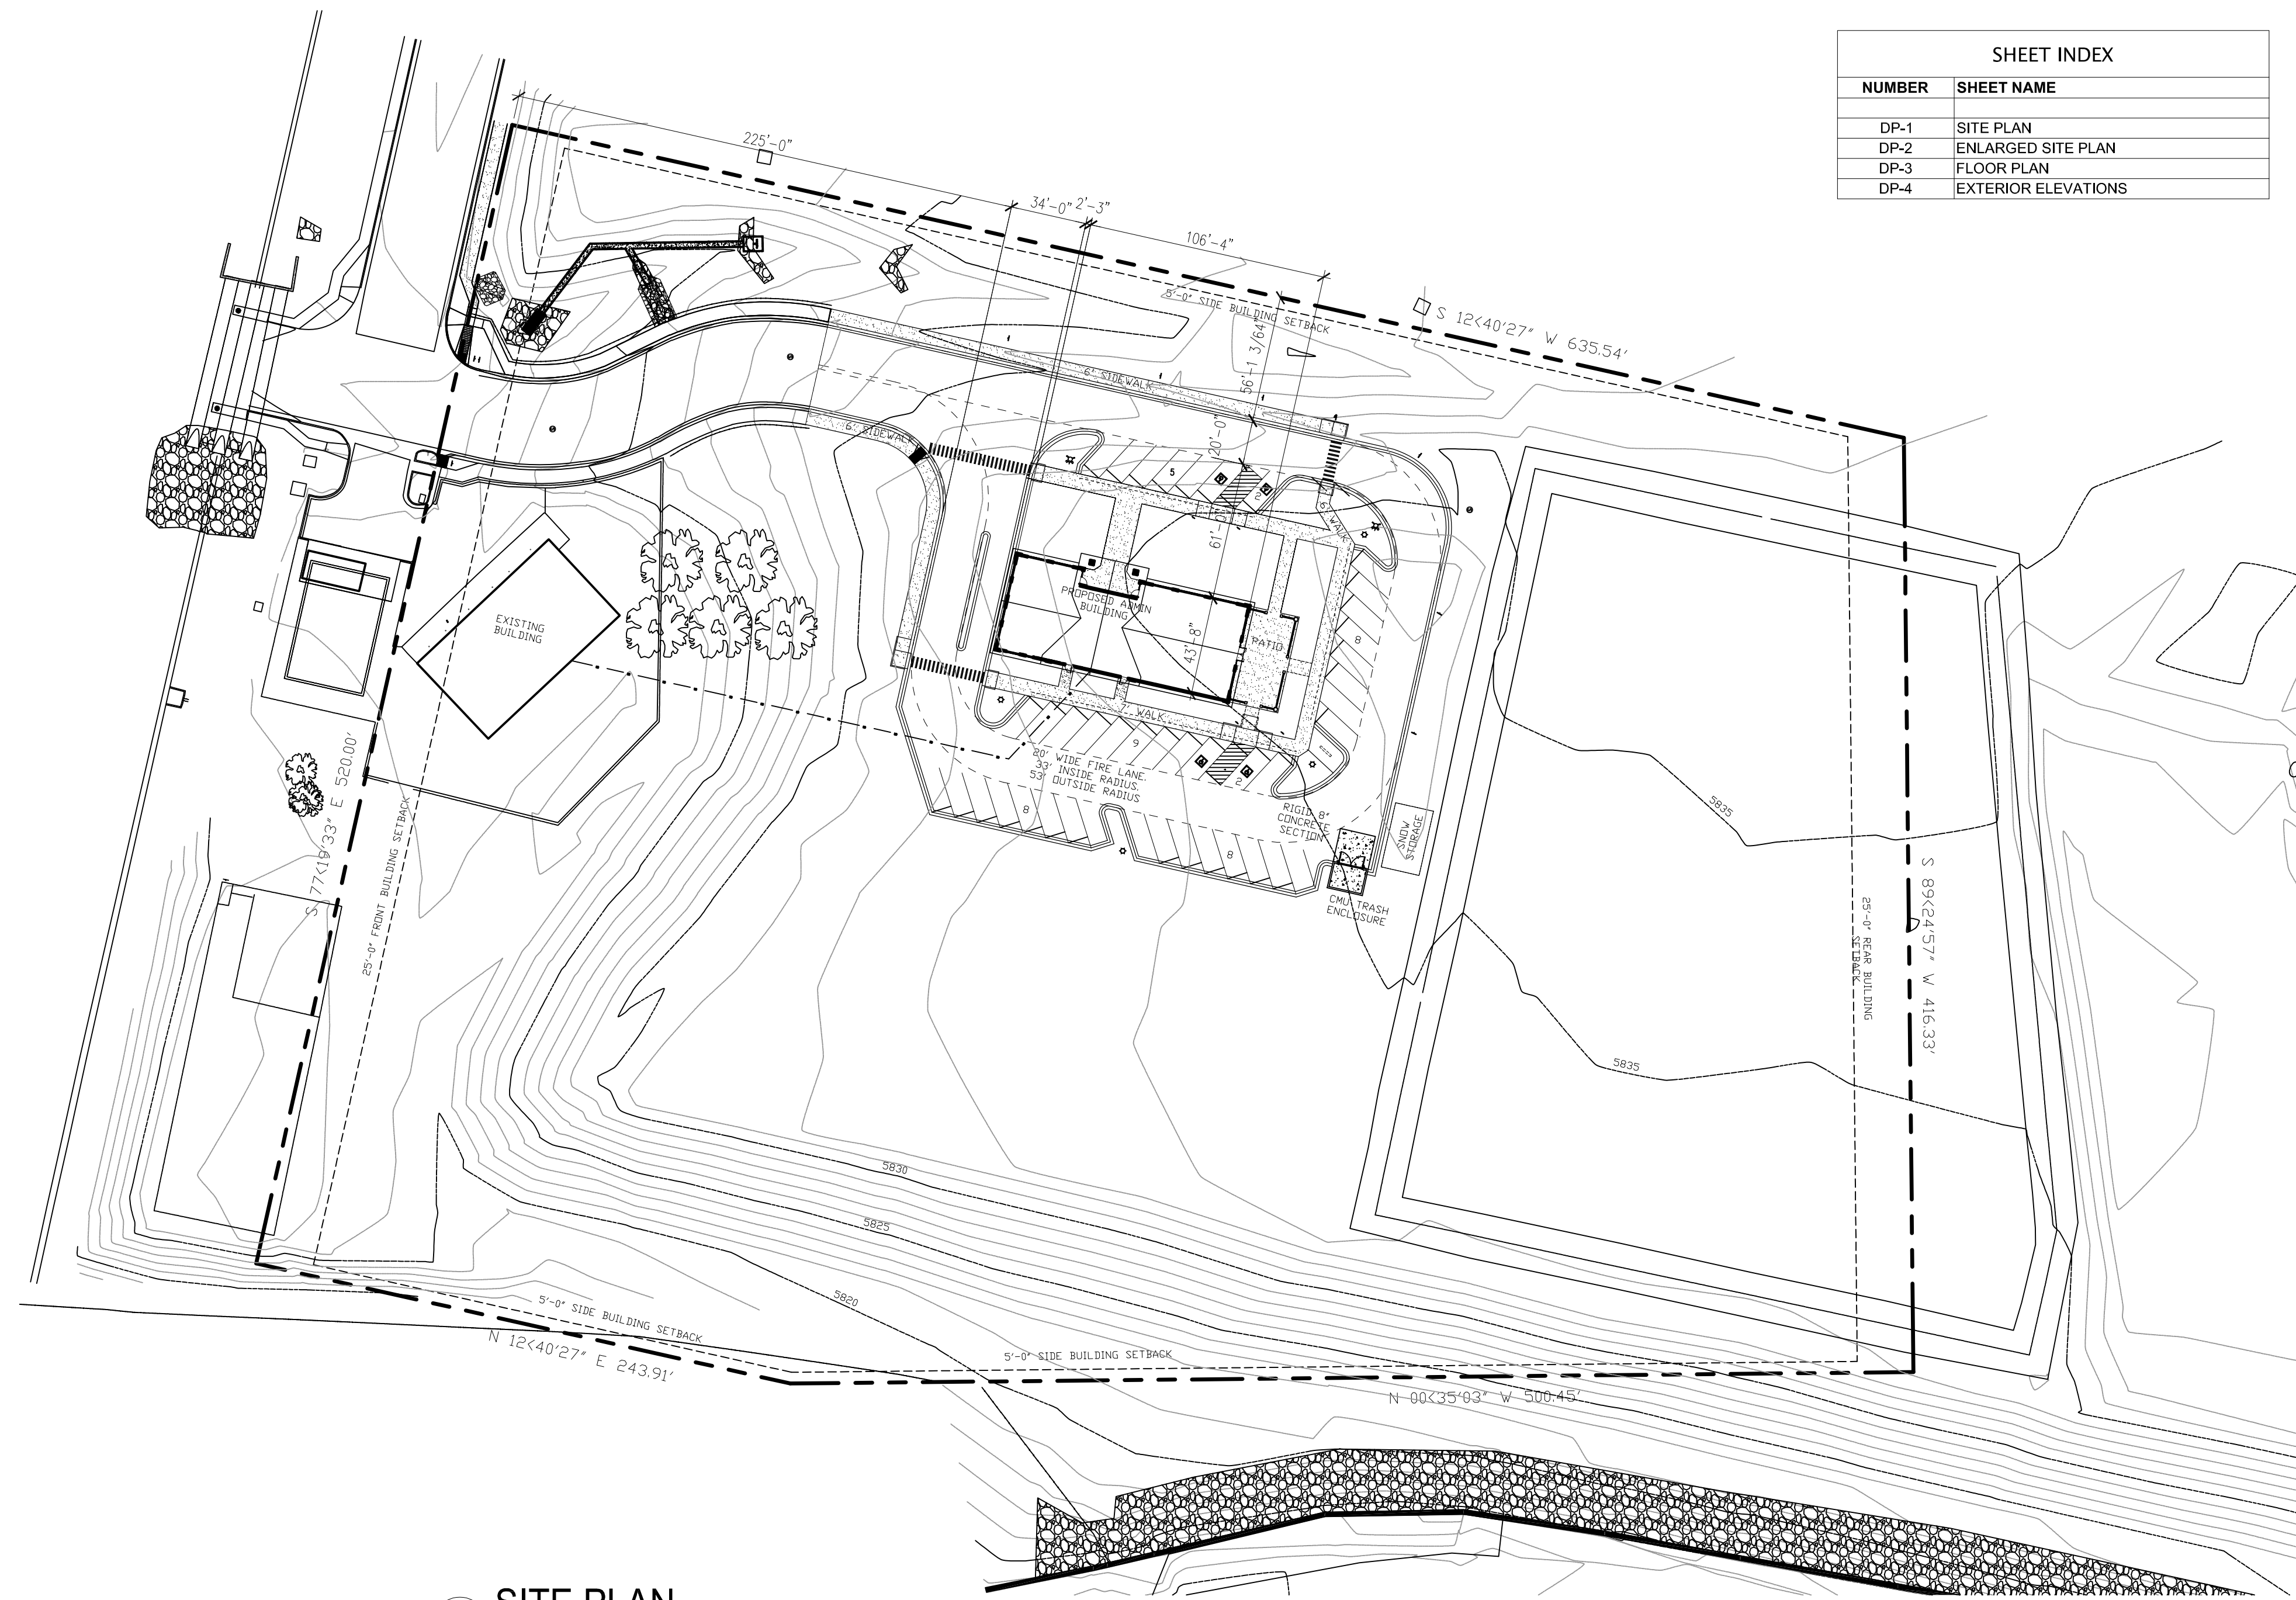 SHEET INDEX
NUMBER SHEET NAME
DP-1 SITE PLAN
DP-2 ENLARGED SITE PLAN
DP-3 FLOOR PLAN
DP-4 EXTERIOR ELEVATIONS
225'-0"
34'-0" 2'-3"
106'-4"
5'-0" SIDE BUILDING SETBACK
S 12<40'27" W 635.54'
56'-1 3/64"
6' SIDEWALK
6' SIDEWALK
20'-0"
5
2
61'-0"
6' WALK
PROPOSED ADMIN
BUILDING
EXISTING
BUILDING
PATIO
43'-8"
8
7' WALK
9
2
20' WIDE FIRE LANE.
33' INSIDE RADIUS.
53' OUTSIDE RADIUS
8
8
RIGID 8"
CONCRETE
SECTION
SNOW
STORAGE
CMU TRASH
ENCLOSURE
S 77<19'33" E 520.00'
25'-0" FRONT BUILDING SETBACK
5835
5835
25'-0" REAR BUILDING
SETBACK
S 89<24'57" W 416.33'
5830
5825
5820
5'-0" SIDE BUILDING SETBACK
N 12<40'27" E 243.91'
5'-0" SIDE BUILDING SETBACK
N 00<35'03" W 500.45'
SITE PLAN